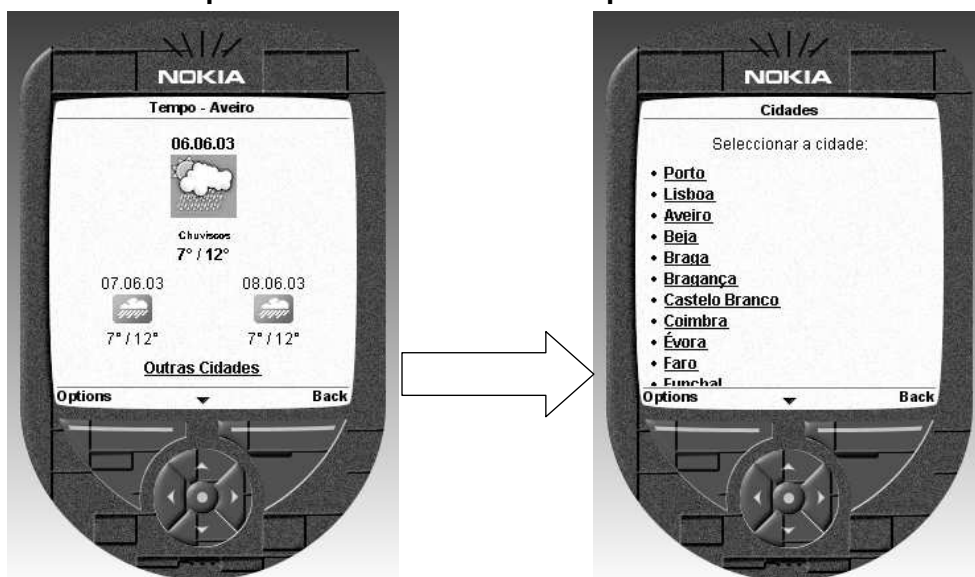 NOKIA
Tempo - Aveiro
06.06.03
Chuviscos
7° / 12°
07.06.03 08.06.03
7° / 12° 7° / 12°
Outras Cidades
Options Back
NOKIA
Cidades
Seleccionar a cidade:
• Porto
• Lisboa
• Aveiro
• Beja
• Braga
• Bragança
• Castelo Branco
• Coimbra
• Évora
• Faro
• Funchal
Options Back